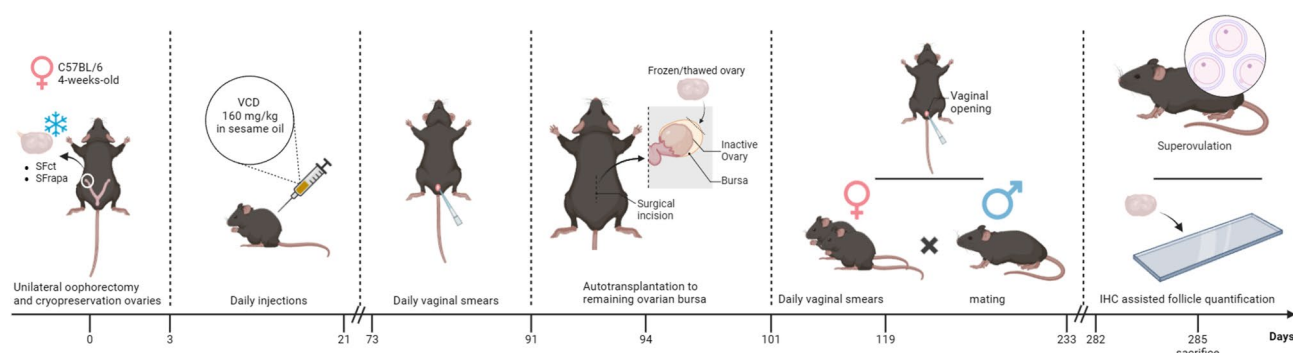 C57BL/6
4-weeks-old
SFct
SFrapa
Unilateral oophorectomy
and cryopreservation ovaries
VCD
160 mg/kg
in sesame oil
Daily injections
Daily vaginal smears
Frozen/thawed ovary
Inactive
Ovary
Bursa
Surgical
incision
Autotransplantation to
remaining ovarian bursa
Vaginal
opening
Daily vaginal smears
mating
Superovulation
IHC assisted follicle quantification
0 3 21 73 91 94 101 119 233 282 285 Days
sacrifice